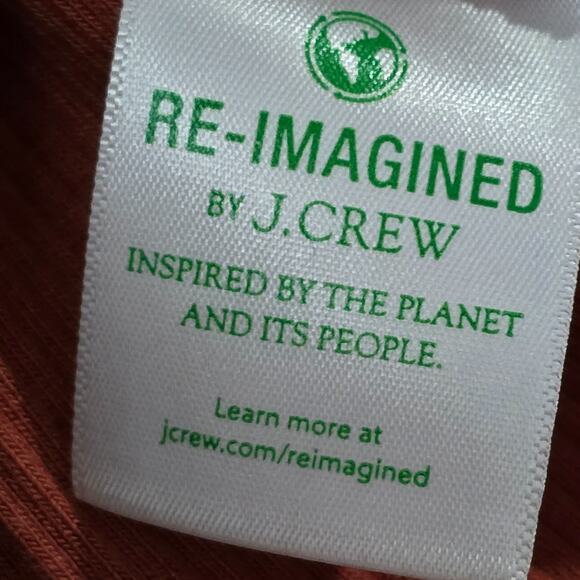 RE-IMAGINED
BY J.CREW
INSPIRED BY THE PLANET
AND ITS PEOPLE.
Learn more at
jcrew.com/reimagined